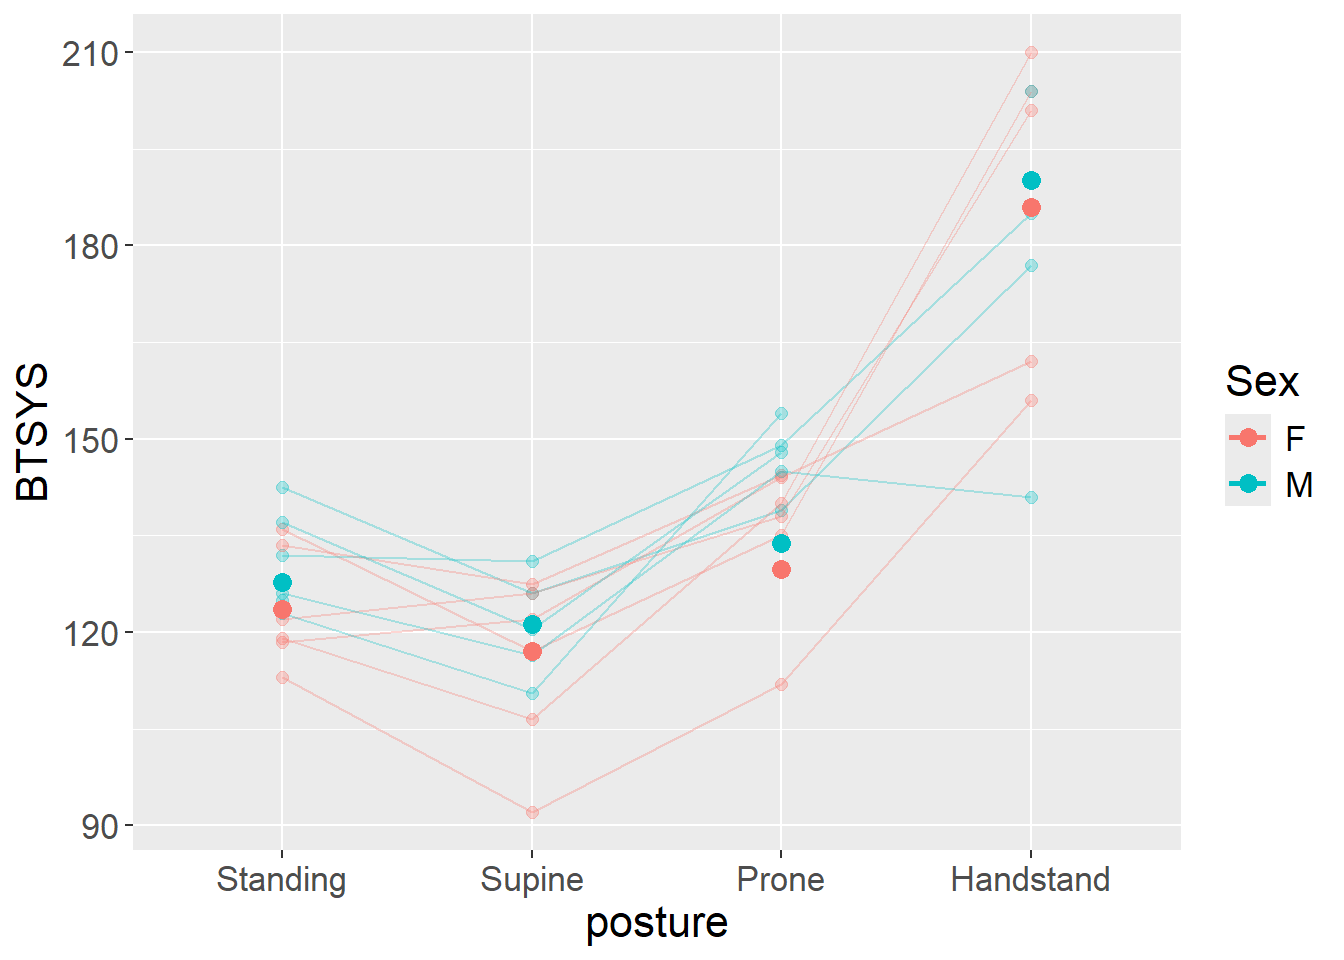 210
180
150
120
90
BTSYS
Standing
Supine
Prone
Handstand
posture
Sex
F
M